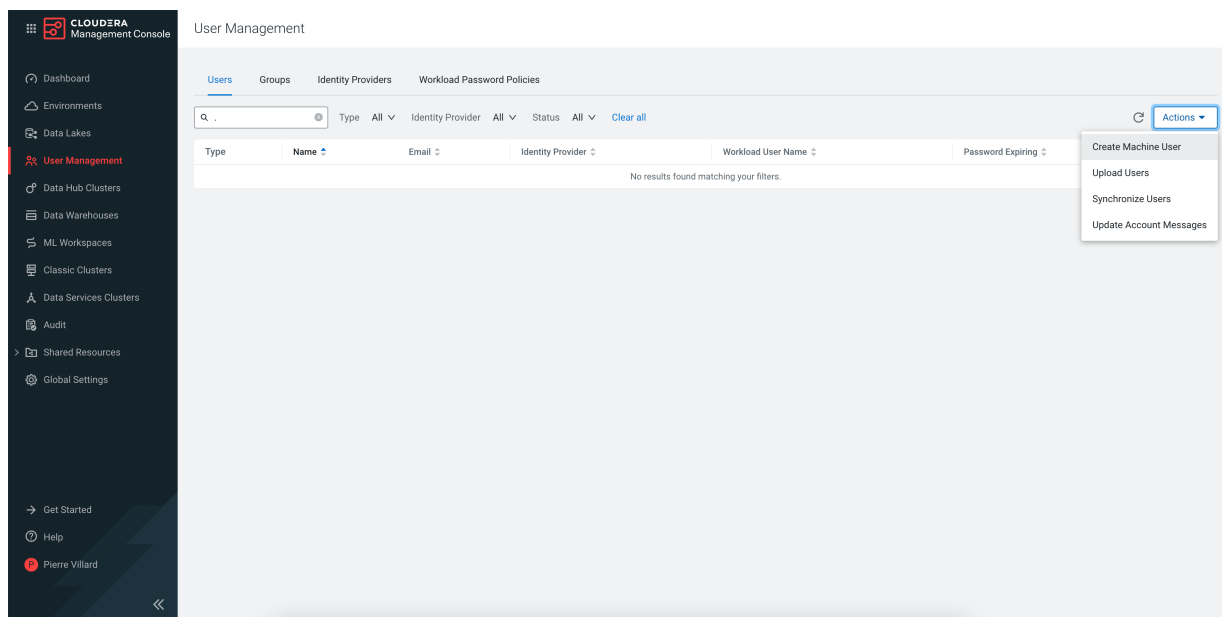 CLOUDERA
Management Console
User Management
Dashboard
Environments
Data Lakes
User Management
Data Hub Clusters
Data Warehouses
ML Workspaces
Classic Clusters
Data Services Clusters
Audit
Shared Resources
Global Settings
Get Started
Help
P Pierre Villard
Users Groups Identity Providers Workload Password Policies
. Type All Identity Provider All Status All Clear all Actions
Type Name Email Identity Provider Workload User Name Password Expiring
No results found matching your filters.
Create Machine User
Upload Users
Synchronize Users
Update Account Messages